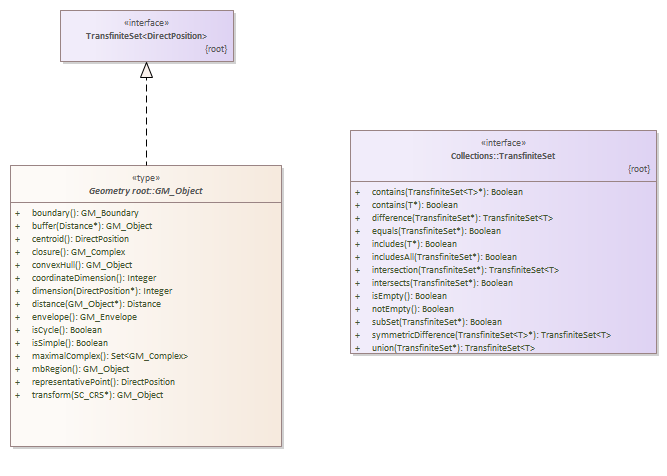 «interface»
TransfiniteSet<DirectPosition>
{root}
«type»
Geometry root::GM_Object
+ boundary(): GM_Boundary
+ buffer(Distance*): GM_Object
+ centroid(): DirectPosition
+ closure(): GM_Complex
+ convexHull(): GM_Object
+ coordinateDimension(): Integer
+ dimension(DirectPosition*): Integer
+ distance(GM_Object*): Distance
+ envelope(): GM_Envelope
+ isCycle(): Boolean
+ isSimple(): Boolean
+ maximalComplex(): Set<GM_Complex>
+ mbRegion(): GM_Object
+ representativePoint(): DirectPosition
+ transform(SC_CRS*): GM_Object
«interface»
Collections::TransfiniteSet
{root}
+ contains(TransfiniteSet<T>*): Boolean
+ contains(T*): Boolean
+ difference(TransfiniteSet*): TransfiniteSet<T>
+ equals(TransfiniteSet*): Boolean
+ includes(T*): Boolean
+ includesAll(TransfiniteSet*): Boolean
+ intersection(TransfiniteSet*): TransfiniteSet<T>
+ intersects(TransfiniteSet*): Boolean
+ isEmpty(): Boolean
+ notEmpty(): Boolean
+ subSet(TransfiniteSet*): Boolean
+ symmetricDifference(TransfiniteSet<T>*): TransfiniteSet<T>
+ union(TransfiniteSet*): TransfiniteSet<T>